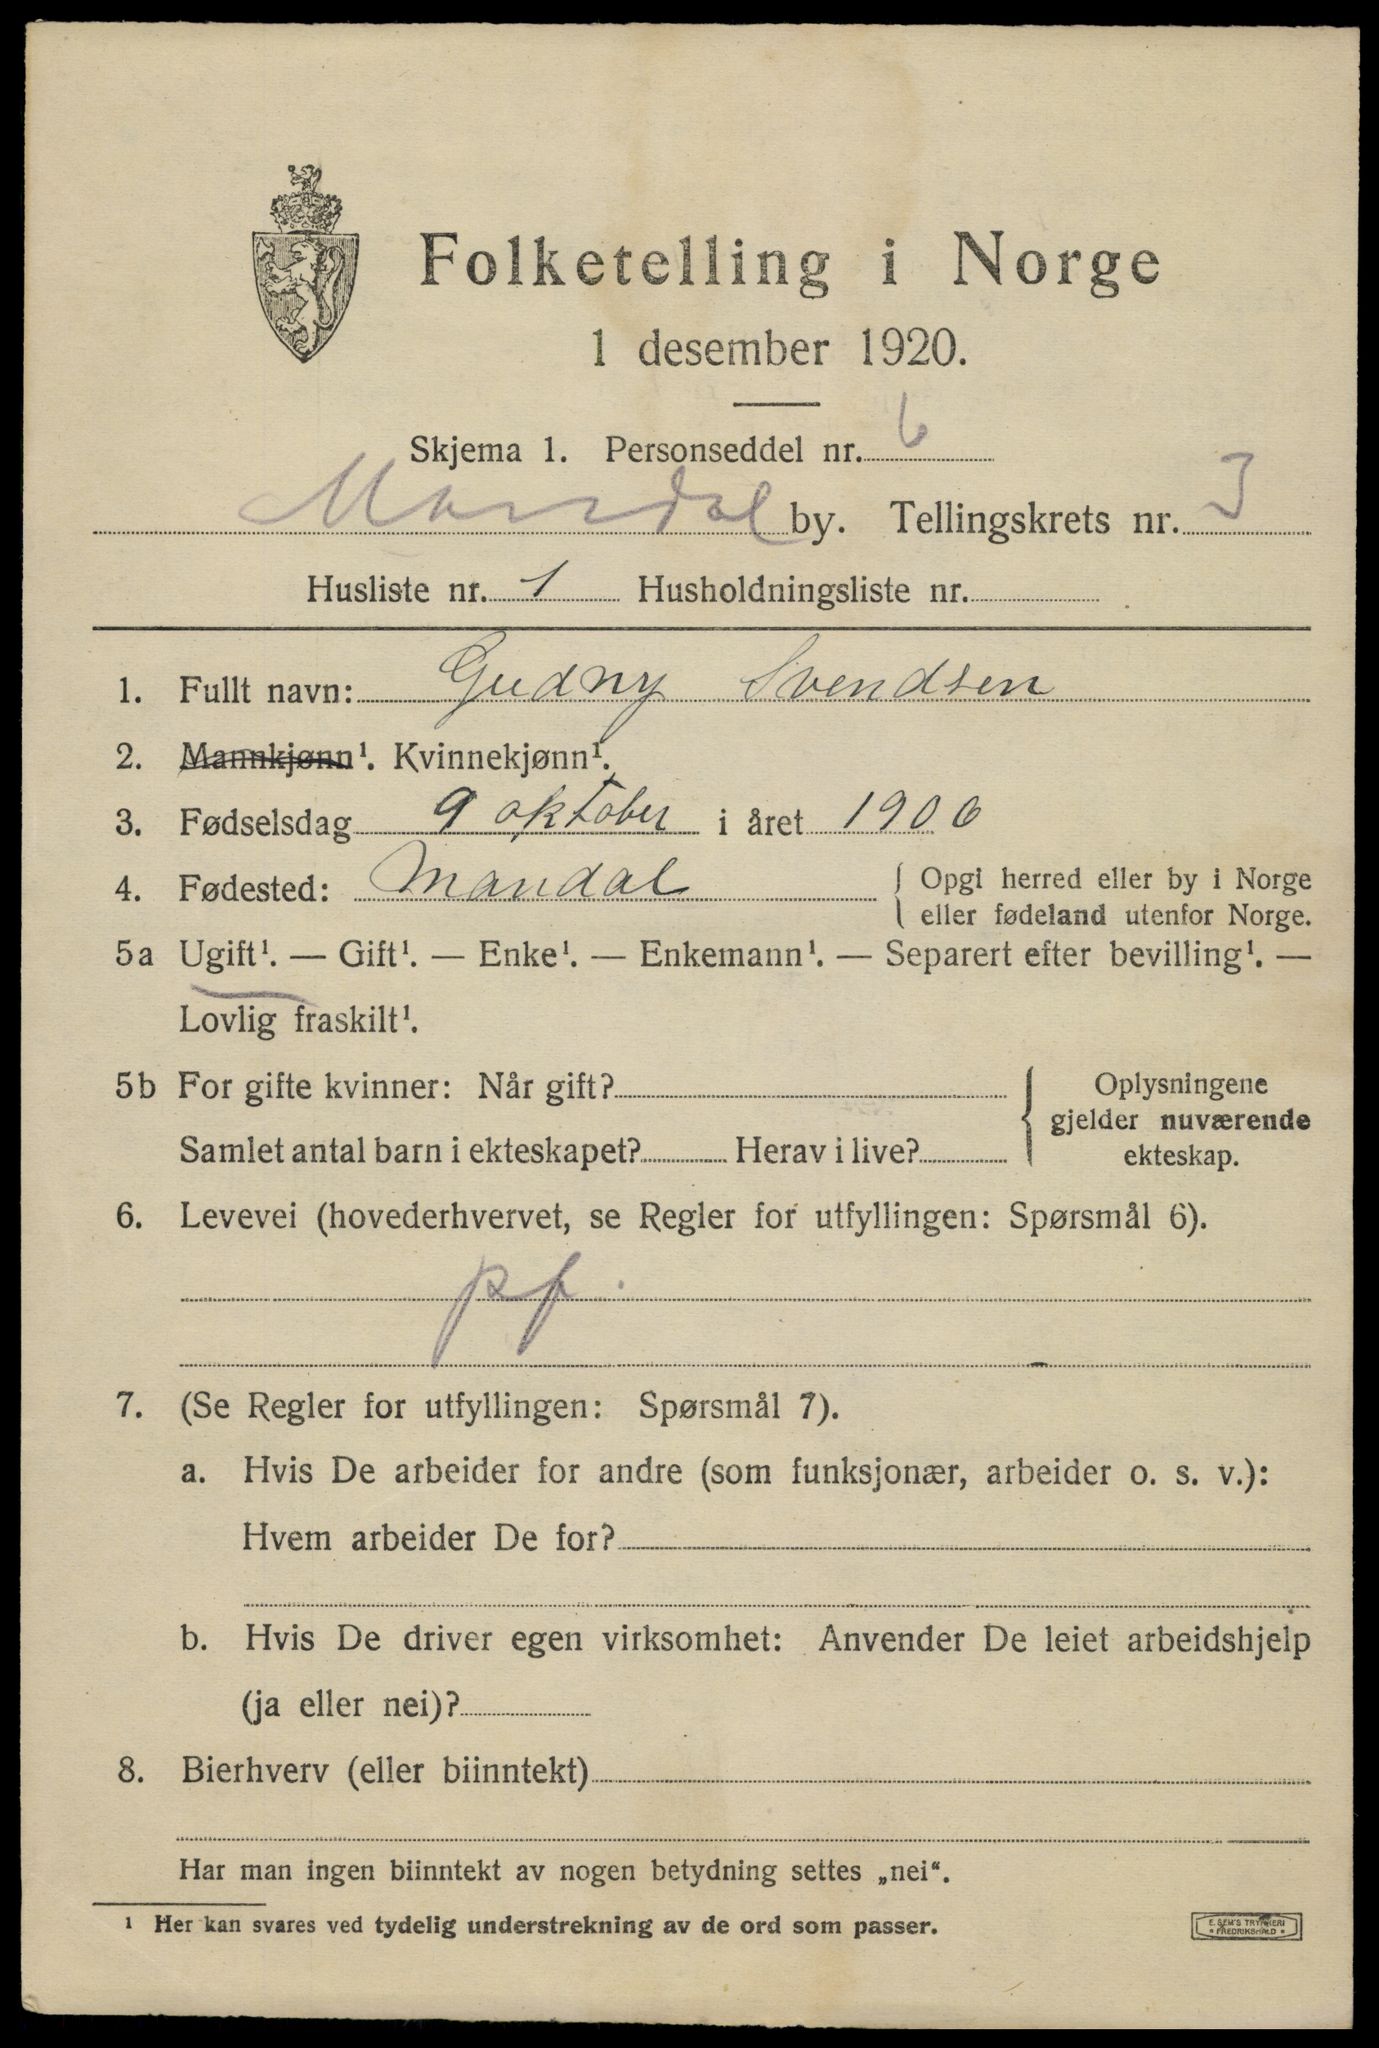 Folketelling i Norge
1 desember 1920.
Skjema 1. Personseddel nr. 6
Mandal by. Tellingskrets nr. 3
Husliste nr. 1 Husholdningsliste nr.
1. Fullt navn: Gudny Svendsen
2. Mannkjønn¹. Kvinnekjønn¹.
3. Fødselsdag 9 oktober i året 1906
4. Fødested: Mandal { Opgi herred eller by i Norge
eller fødeland utenfor Norge.
5a Ugift¹. — Gift¹. — Enke¹. — Enkemann¹. — Separert efter bevilling¹. —
Lovlig fraskilt¹.
5b For gifte kvinner: Når gift? { Oplysningene
gjelder nuværende
Samlet antal barn i ekteskapet? Herav i live? ekteskap.
6. Levevei (hovederhvervet, se Regler for utfyllingen: Spørsmål 6).
pp.
7. (Se Regler for utfyllingen: Spørsmål 7).
a. Hvis De arbeider for andre (som funksjonær, arbeider o. s. v.):
Hvem arbeider De for?
b. Hvis De driver egen virksomhet: Anvender De leiet arbeidshjelp
(ja eller nei)?
8. Bierhverv (eller biinntekt)
Har man ingen biinntekt av nogen betydning settes „nei“.
¹ Her kan svares ved tydelig understrekning av de ord som passer.
E. SEM'S TRYKKERI
* FREDRIKSHALD *